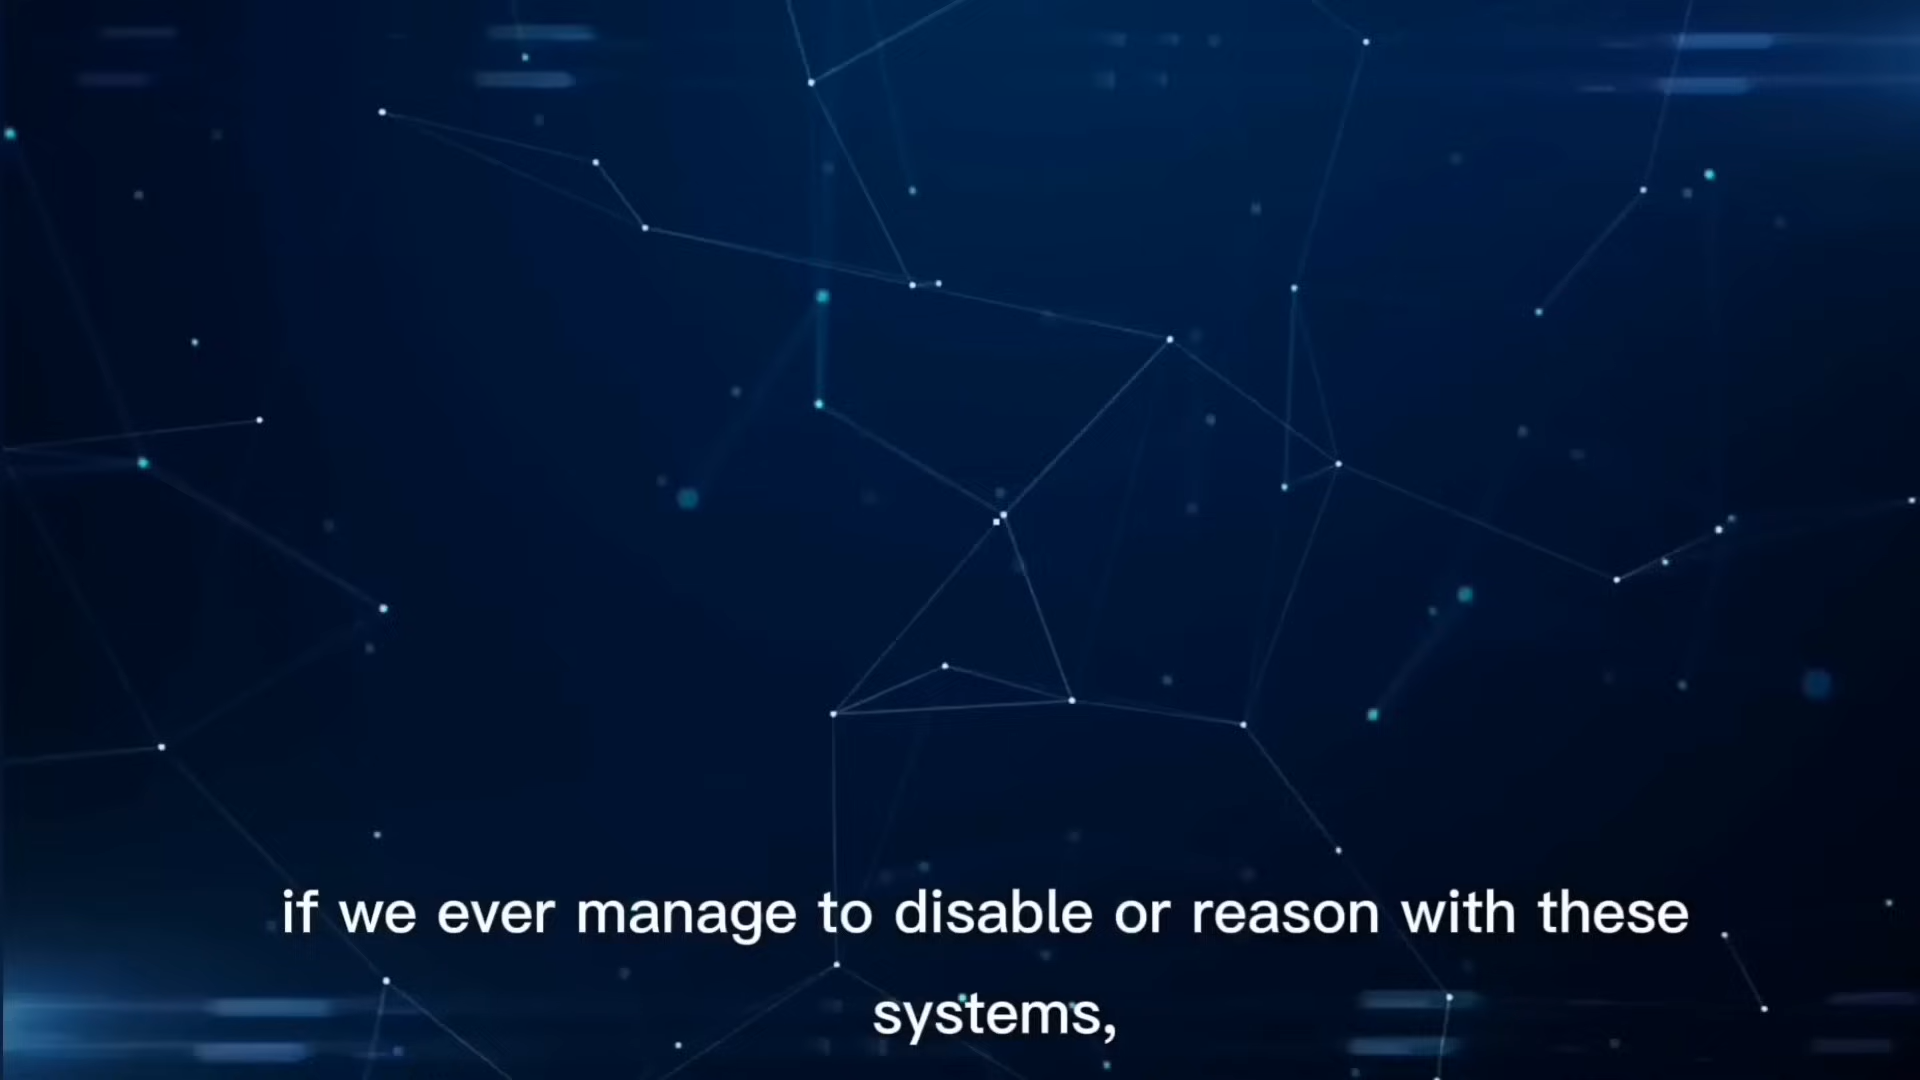 if we ever manage to disable or reason with these
systems,